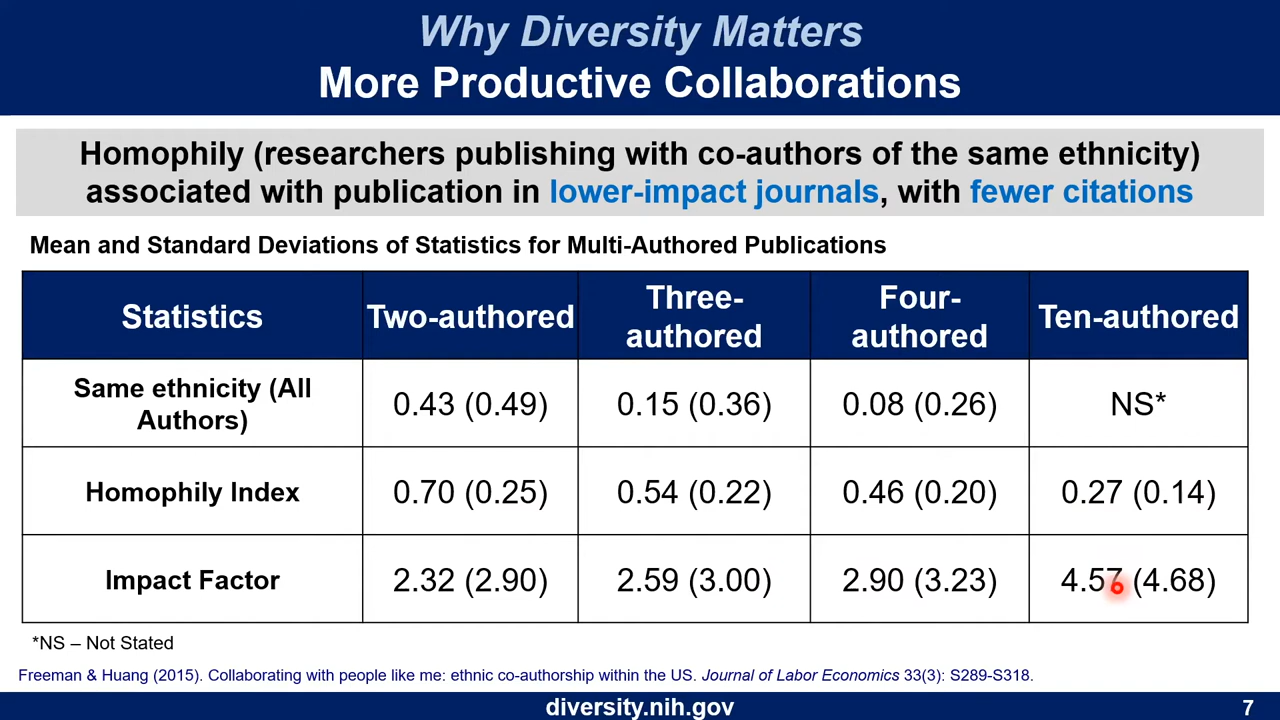 Why Diversity Matters
More Productive Collaborations
Homophily (researchers publishing with co-authors of the same ethnicity)
associated with publication in lower-impact journals, with fewer citations
Mean and Standard Deviations of Statistics for Multi-Authored Publications
Statistics
Two-authored
Three-
authored
Four-
authored
Ten-authored
Same ethnicity (All
Authors)
0.43 (0.49)
0.15 (0.36)
0.08 (0.26)
NS*
Homophily Index
0.70 (0.25)
0.54 (0.22)
0.46 (0.20)
0.27 (0.14)
Impact Factor
2.32 (2.90)
2.59 (3.00)
2.90 (3.23)
4.57 (4.68)
*NS – Not Stated
Freeman & Huang (2015). Collaborating with people like me: ethnic co-authorship within the US. Journal of Labor Economics 33(3): S289-S318.
diversity.nih.gov
7